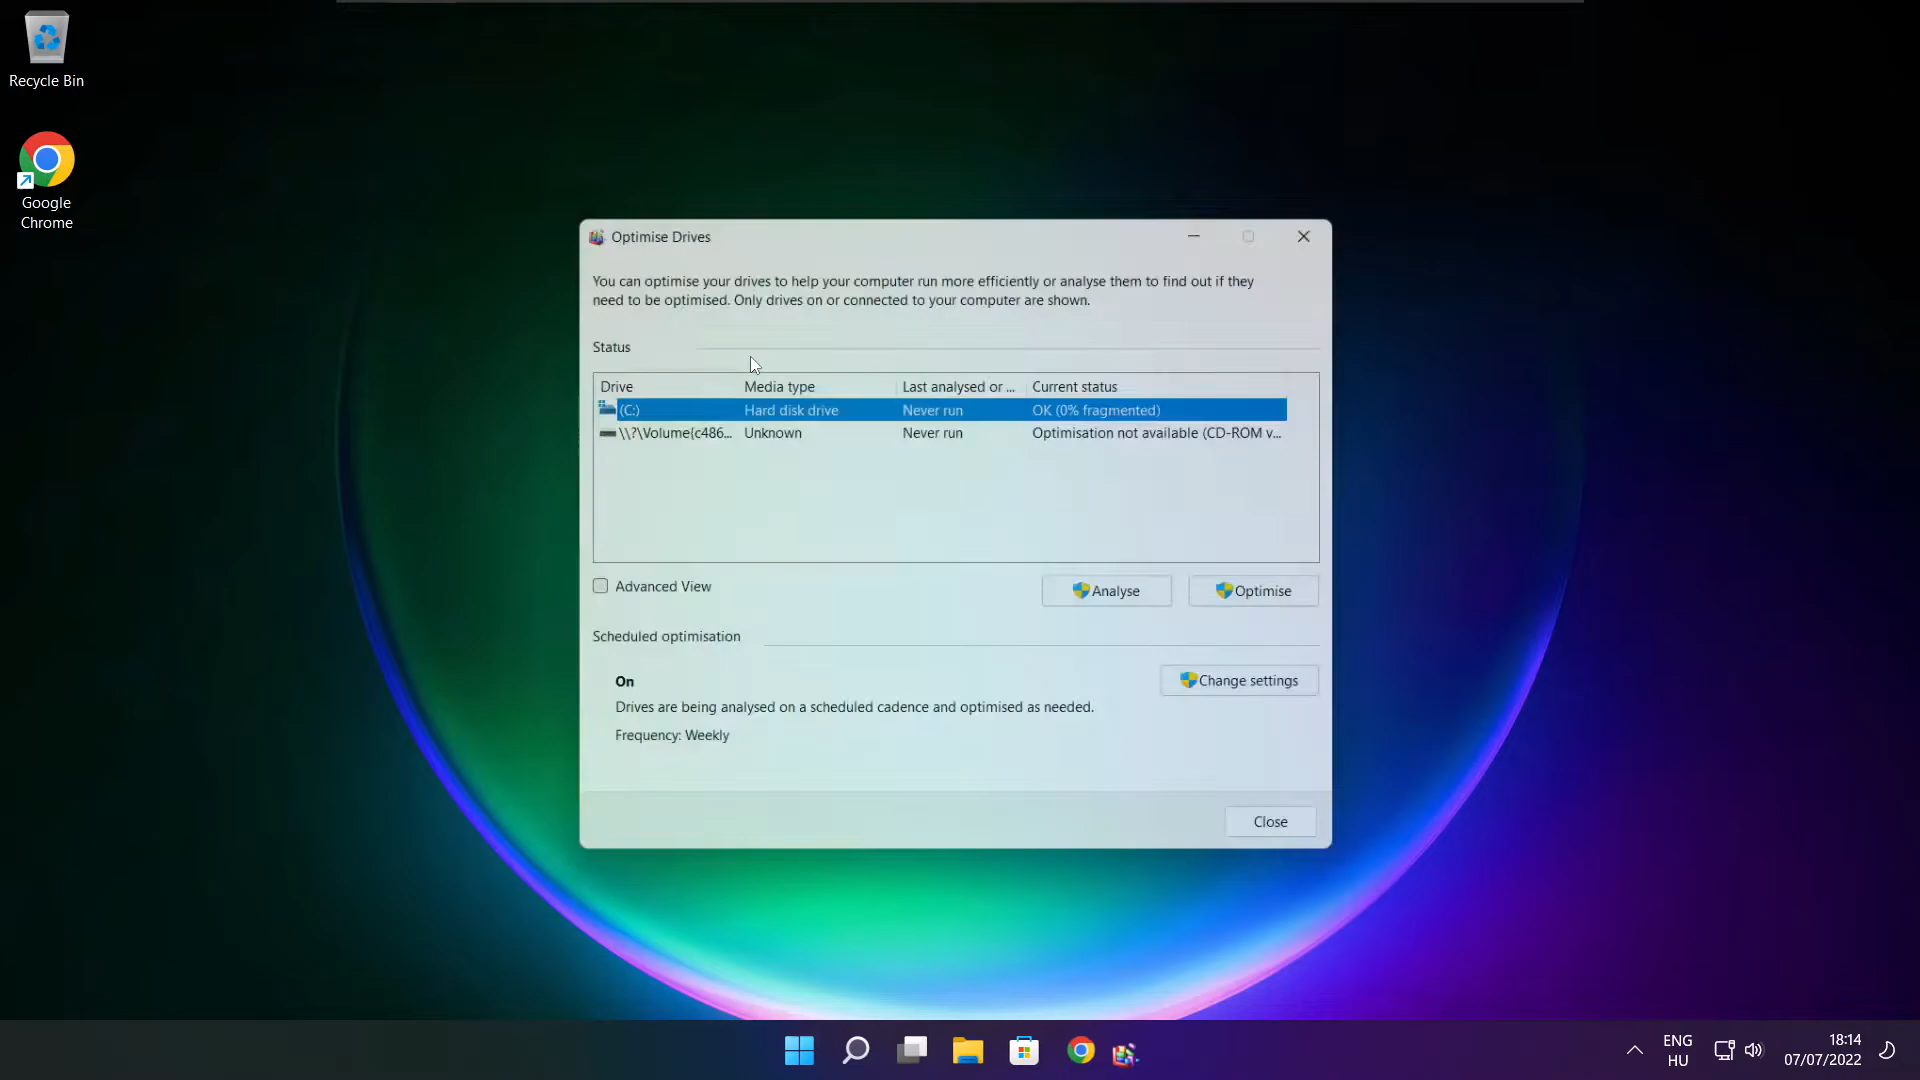 Recycle Bin
Google
Chrome
Optimise Drives
You can optimise your drives to help your computer run more efficiently or analyse them to find out if they
need to be optimised. Only drives on or connected to your computer are shown.
Status
Drive Media type Last analysed or ... Current status
(C:) Hard disk drive Never run OK (0% fragmented)
\\?\Volume{c486... Unknown Never run Optimisation not available (CD-ROM v...
Advanced View
Analyse
Optimise
Scheduled optimisation
On
Change settings
Drives are being analysed on a scheduled cadence and optimised as needed.
Frequency: Weekly
Close
ENG
HU
18:14
07/07/2022